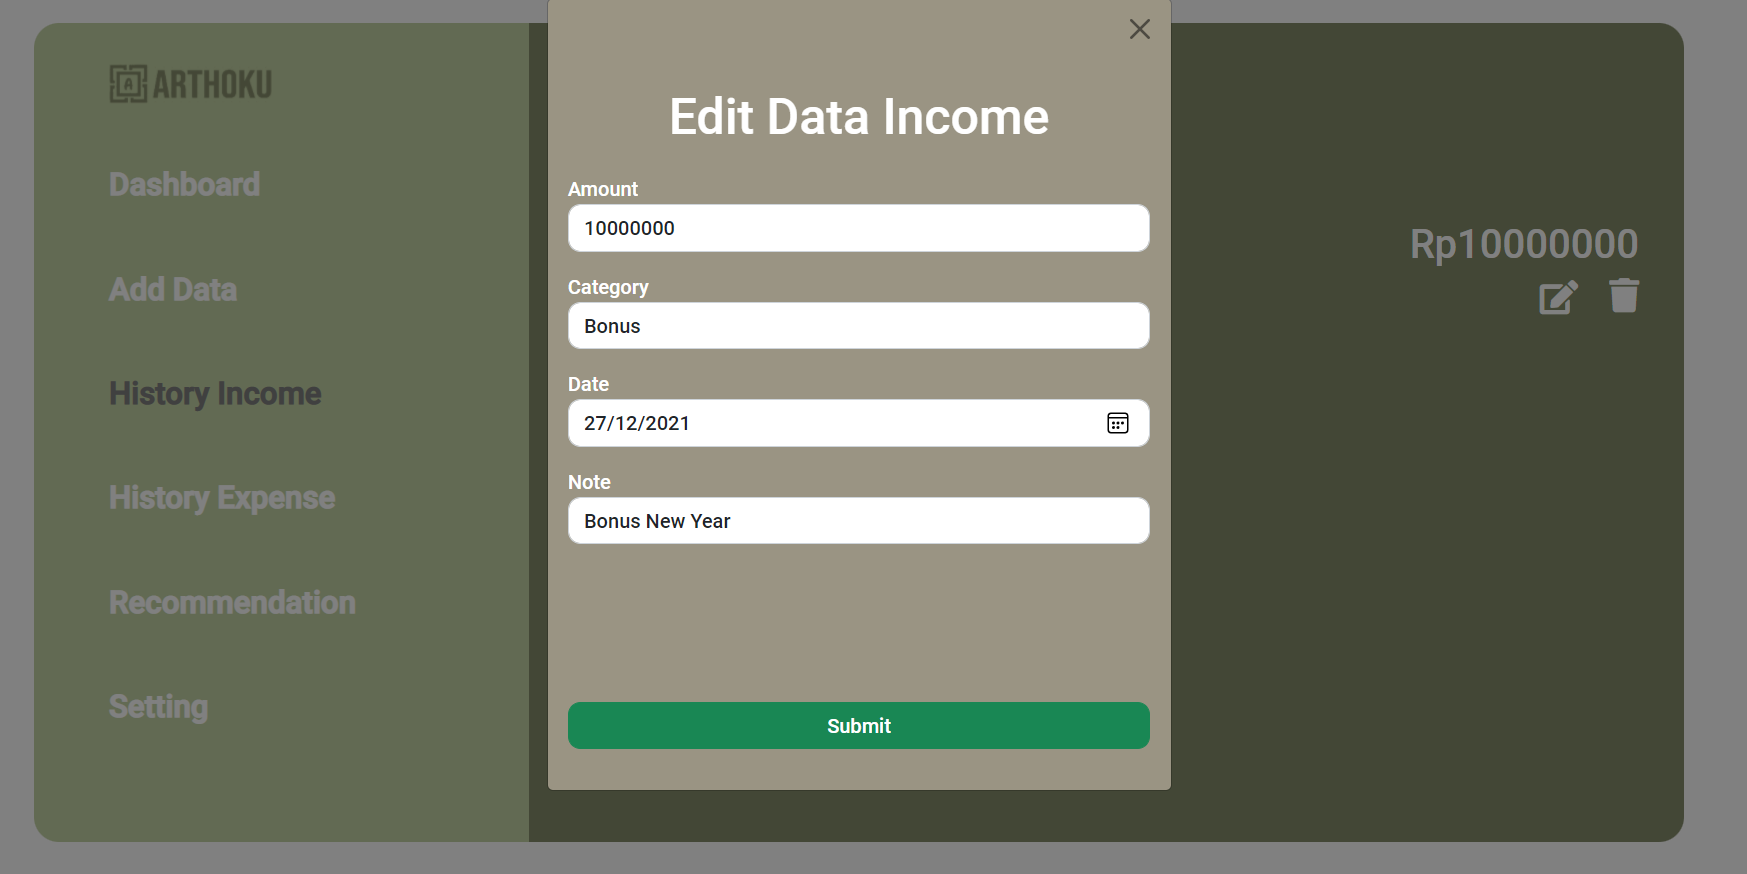 ARTHOKU
Dashboard
Add Data
History Income
History Expense
Recommendation
Setting
Edit Data Income
Amount
10000000
Category
Bonus
Date
27/12/2021
Note
Bonus New Year
Submit
Rp10000000